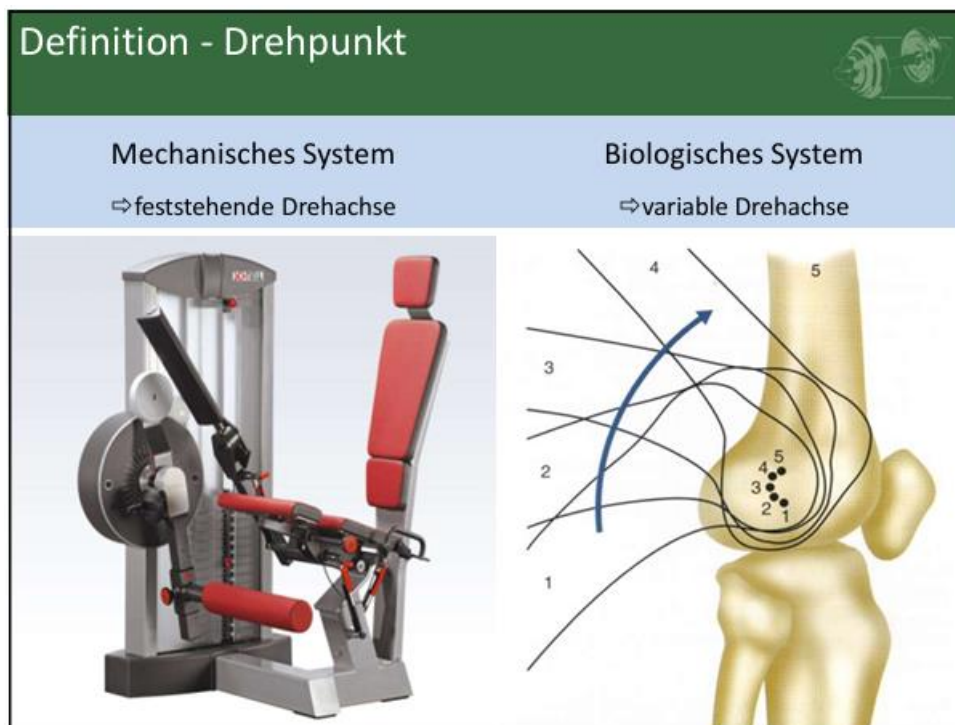 Definition - Drehpunkt
Mechanisches System
⇨feststehende Drehachse
Biologisches System
⇨variable Drehachse
4
5
3
2
1
5
4
3
2
1